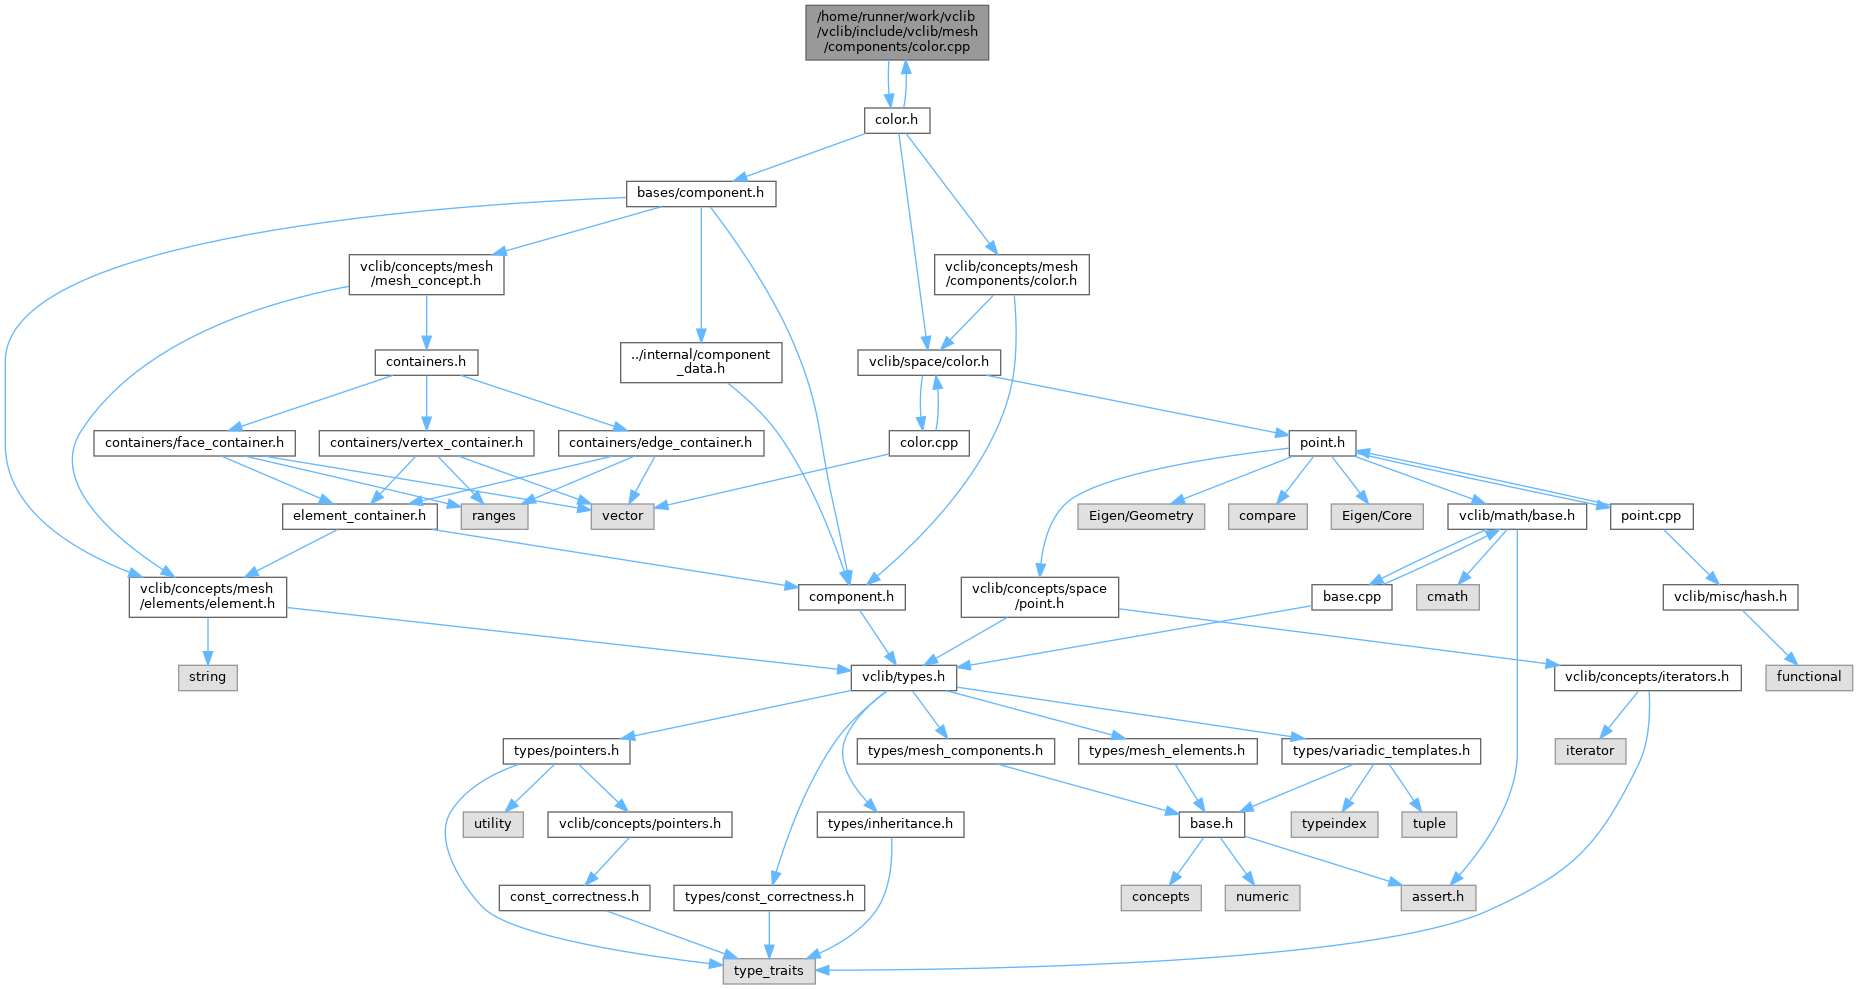 /home/runner/work/vclib
/vclib/include/vclib/mesh
/components/color.cpp
color.h
bases/component.h
vclib/concepts/mesh
/mesh_concept.h
vclib/concepts/mesh
/components/color.h
../internal/component
_data.h
containers.h
vclib/space/color.h
containers/face_container.h
containers/vertex_container.h
containers/edge_container.h
color.cpp
point.h
element_container.h
ranges
vector
Eigen/Geometry
compare
Eigen/Core
vclib/math/base.h
point.cpp
vclib/concepts/mesh
/elements/element.h
component.h
vclib/concepts/space
/point.h
base.cpp
cmath
vclib/misc/hash.h
string
vclib/types.h
vclib/concepts/iterators.h
functional
types/pointers.h
types/mesh_components.h
types/mesh_elements.h
types/variadic_templates.h
iterator
utility
vclib/concepts/pointers.h
types/inheritance.h
base.h
typeindex
tuple
const_correctness.h
types/const_correctness.h
concepts
numeric
assert.h
type_traits